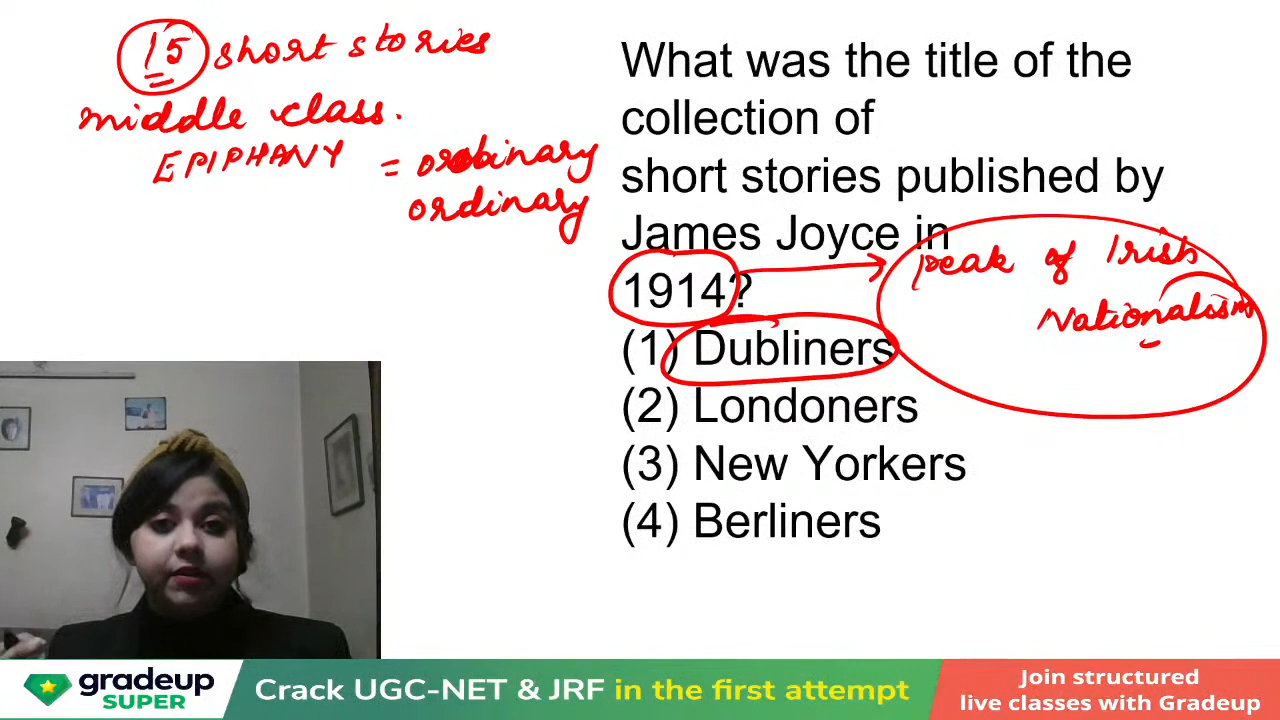 15 short stories
middle class.
EPIPHANY = ordinary
ordinary
What was the title of the
collection of
short stories published by
James Joyce in
1914?
peak of Irish
Nationalism
(1) Dubliners
(2) Londoners
(3) New Yorkers
(4) Berliners
gradeup
SUPER
Crack UGC-NET & JRF in the first attempt
Join structured
live classes with Gradeup